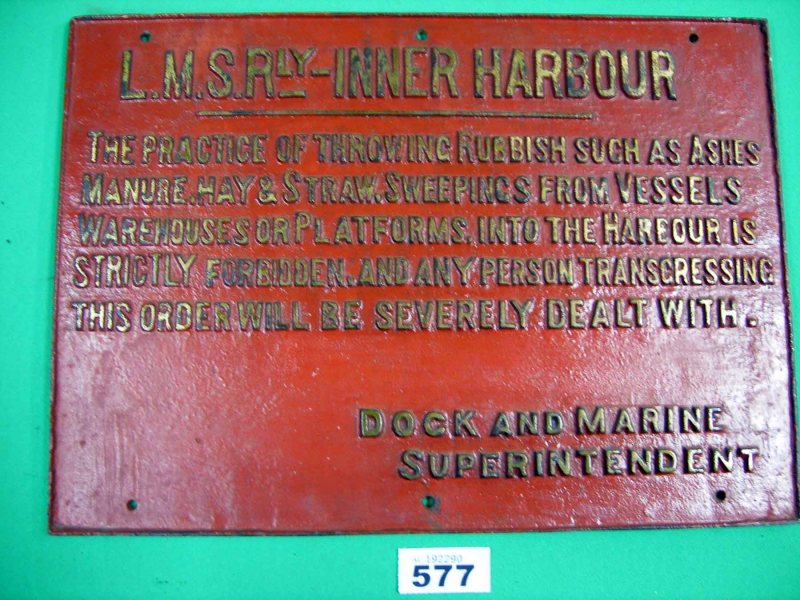 L.M.S.RLY-INNER HARBOUR
THE PRACTICE OF THROWING RUBBISH SUCH AS ASHES
MANURE, HAY & STRAW, SWEEPINGS FROM VESSELS
WAREHOUSES OR PLATFORMS, INTO THE HARBOUR IS
STRICTLY FORBIDDEN, AND ANY PERSON TRANSGRESSING
THIS ORDER WILL BE SEVERELY DEALT WITH.
DOCK AND MARINE
SUPERINTENDENT
192290
577